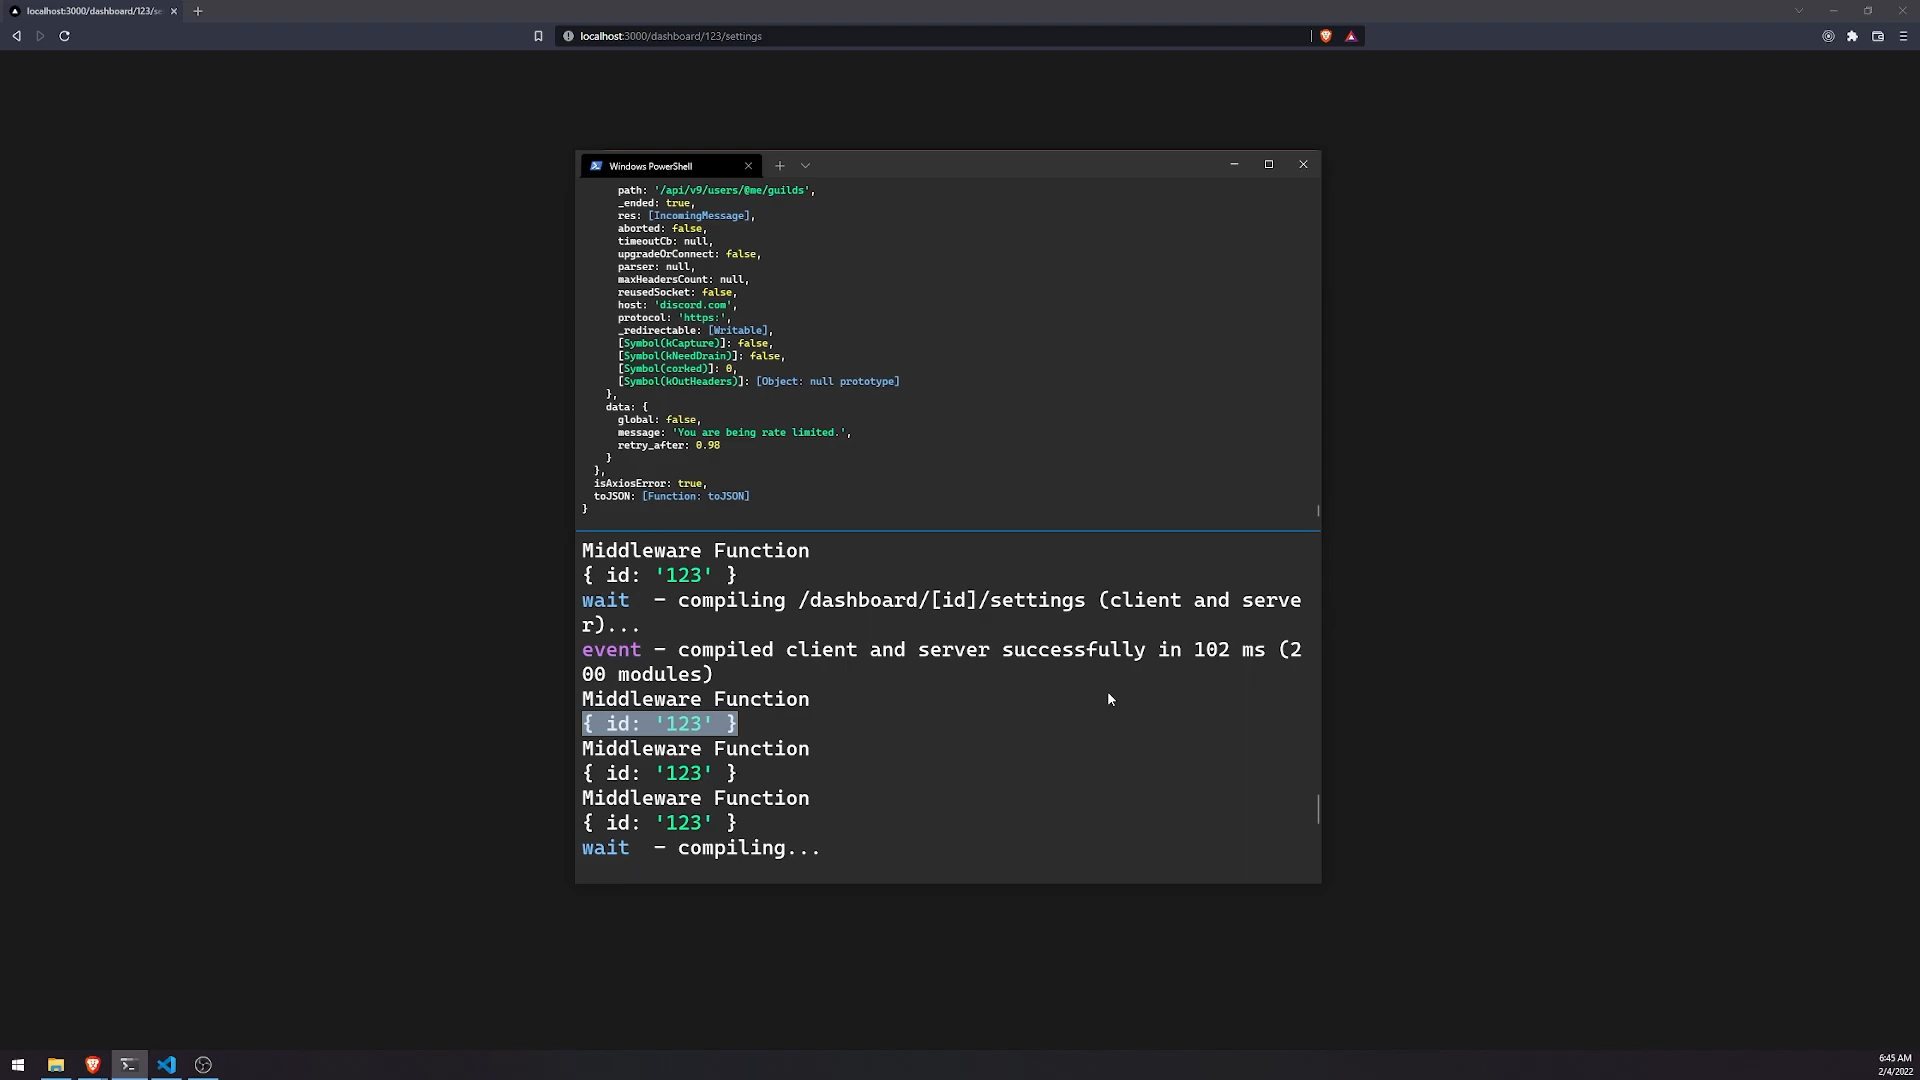 localhost:3000/dashboard/123/se
localhost:3000/dashboard/123/settings
Windows PowerShell
path: '/api/v9/users/@me/guilds',
_ended: true,
res: [IncomingMessage],
aborted: false,
timeoutCb: null,
upgradeOrConnect: false,
parser: null,
maxHeadersCount: null,
reusedSocket: false,
host: 'discord.com',
protocol: 'https:',
_redirectable: [Writable],
[Symbol(kCapture)]: false,
[Symbol(kNeedDrain)]: false,
[Symbol(corked)]: 0,
[Symbol(kOutHeaders)]: [Object: null prototype]
},
data: {
global: false,
message: 'You are being rate limited.',
retry_after: 0.98
}
},
isAxiosError: true,
toJSON: [Function: toJSON]
}
Middleware Function
{ id: '123' }
wait  - compiling /dashboard/[id]/settings (client and serve
r)...
event - compiled client and server successfully in 102 ms (2
00 modules)
Middleware Function
{ id: '123' }
Middleware Function
{ id: '123' }
Middleware Function
{ id: '123' }
wait  - compiling...
6:45 AM
2/4/2022